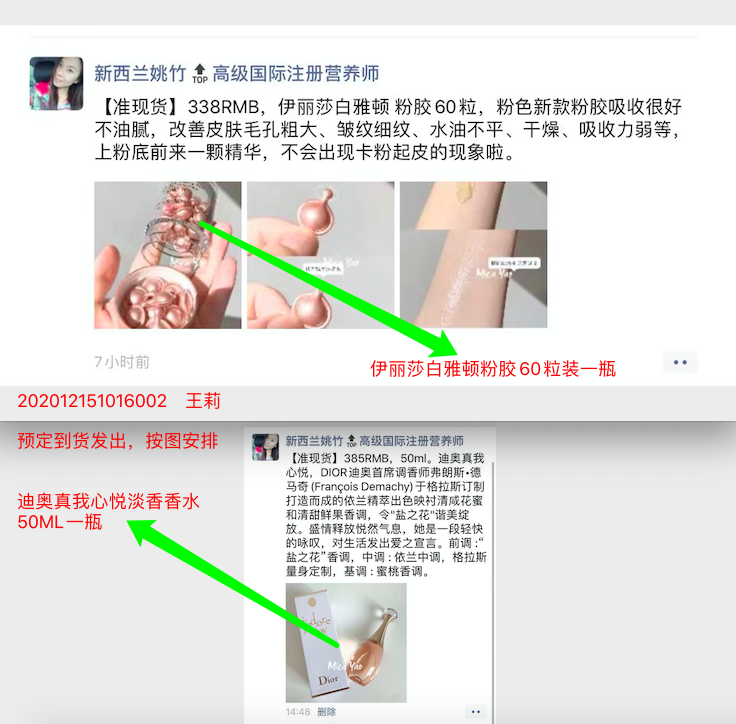 新西兰姚竹 TOP 高级国际注册营养师
【准现货】338RMB，伊丽莎白雅顿 粉胶60粒，粉色新款粉胶吸收很好
不油腻，改善皮肤毛孔粗大、皱纹细纹、水油不平、干燥、吸收力弱等，
上粉底前来一颗精华，不会出现卡粉起皮的现象啦。
Mica Yao
Mica Yao
Mica Yao
7小时前
伊丽莎白雅顿粉胶60粒装一瓶
202012151016002 王莉
预定到货发出，按图安排
迪奥真我心悦淡香香水
50ML一瓶
新西兰姚竹 TOP 高级国际注册营养师
【准现货】385RMB，50ml。迪奥真我
心悦，DIOR迪奥首席调香师弗朗斯•德
马奇 (François Demachy) 于格拉斯订制
打造而成的依兰精萃出色映衬清咸花蜜
和清甜鲜果香调，令"盐之花"谐美绽
放。盛情释放悦然气息，她是一段轻快
的咏叹，对生活发出爱之宣言。前调 :“
盐之花”香调，中调 : 依兰中调，格拉斯
量身定制，基调 : 蜜桃香调。
j'adore
Mica Yao
Dior
14:48 删除